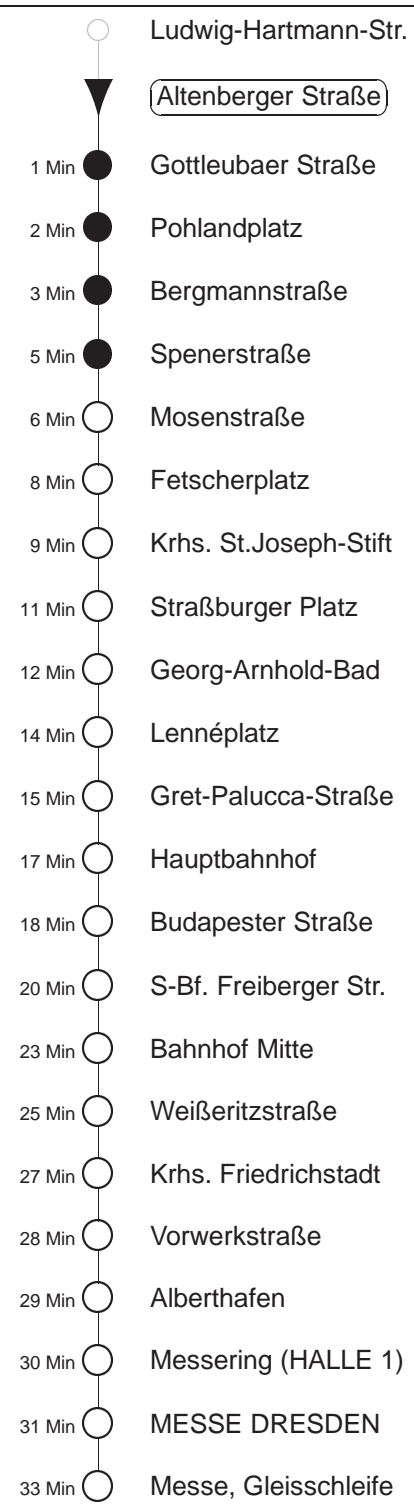 Ludwig-Hartmann-Str.
Altenberger Straße
1 Min Gottleubaer Straße
2 Min Pohlandplatz
3 Min Bergmannstraße
5 Min Spenerstraße
6 Min Mosenstraße
8 Min Fetscherplatz
9 Min Krhs. St.Joseph-Stift
11 Min Straßburger Platz
12 Min Georg-Arnhold-Bad
14 Min Lennéplatz
15 Min Gret-Palucca-Straße
17 Min Hauptbahnhof
18 Min Budapester Straße
20 Min S-Bf. Freiberger Str.
23 Min Bahnhof Mitte
25 Min Weißeritzstraße
27 Min Krhs. Friedrichstadt
28 Min Vorwerkstraße
29 Min Alberthafen
30 Min Messering (HALLE 1)
31 Min MESSE DRESDEN
33 Min Messe, Gleisschleife